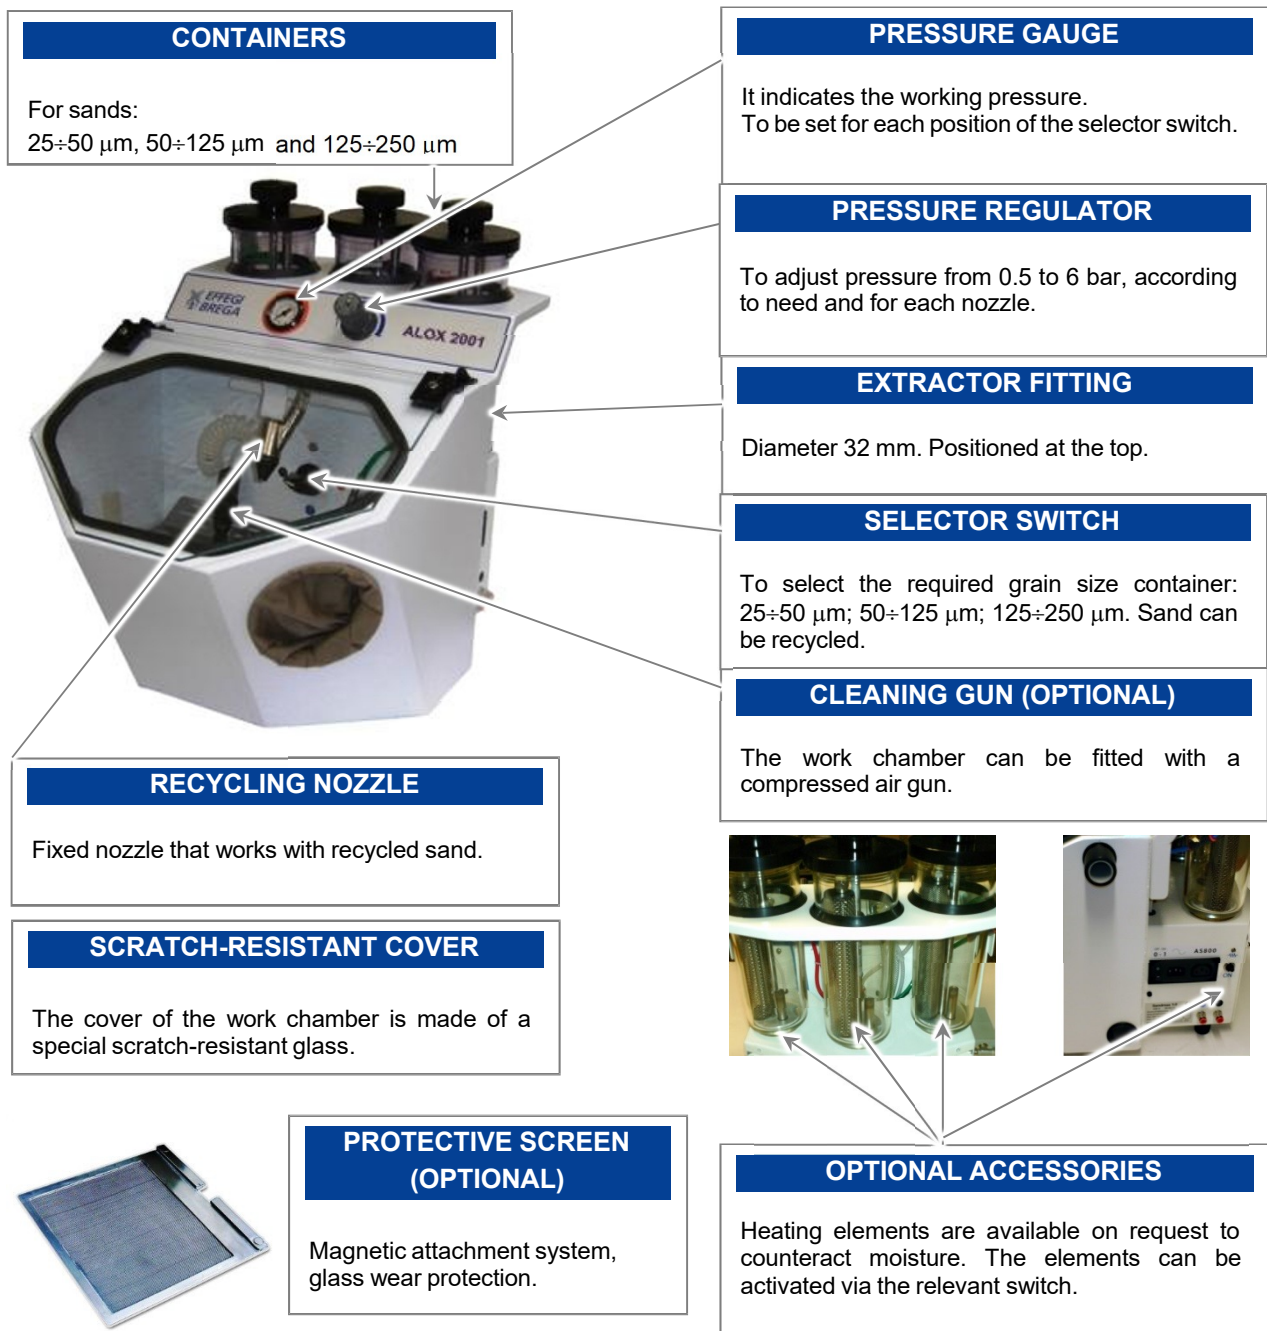 CONTAINERS
For sands:
25÷50 μm, 50÷125 μm and 125÷250 μm
PRESSURE GAUGE
It indicates the working pressure.
To be set for each position of the selector switch.
PRESSURE REGULATOR
To adjust pressure from 0.5 to 6 bar, according
to need and for each nozzle.
EFFEGI
BREGA
ALOX 2001
EXTRACTOR FITTING
Diameter 32 mm. Positioned at the top.
SELECTOR SWITCH
To select the required grain size container:
25÷50 μm; 50÷125 μm; 125÷250 μm. Sand can
be recycled.
CLEANING GUN (OPTIONAL)
The work chamber can be fitted with a
compressed air gun.
RECYCLING NOZZLE
Fixed nozzle that works with recycled sand.
SCRATCH-RESISTANT COVER
The cover of the work chamber is made of a
special scratch-resistant glass.
0 - 1
AS800
PROTECTIVE SCREEN
(OPTIONAL)
Magnetic attachment system,
glass wear protection.
OPTIONAL ACCESSORIES
Heating elements are available on request to
counteract moisture. The elements can be
activated via the relevant switch.